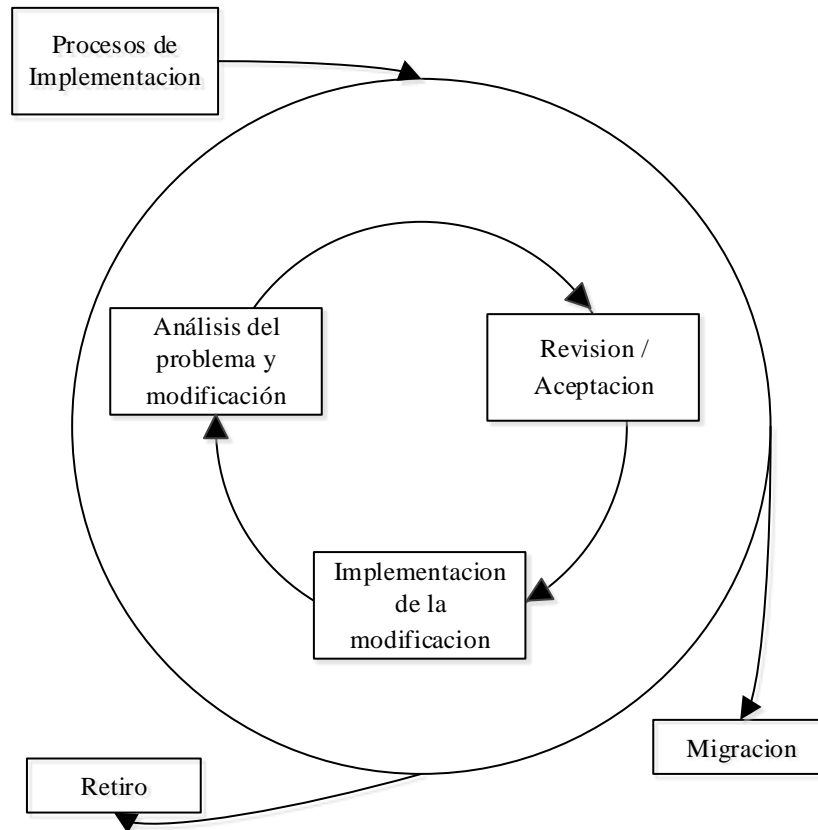 Procesos de
Implementacion
Análisis del
problema y
modificación
Revision /
Aceptacion
Implementacion
de la
modificacion
Migracion
Retiro